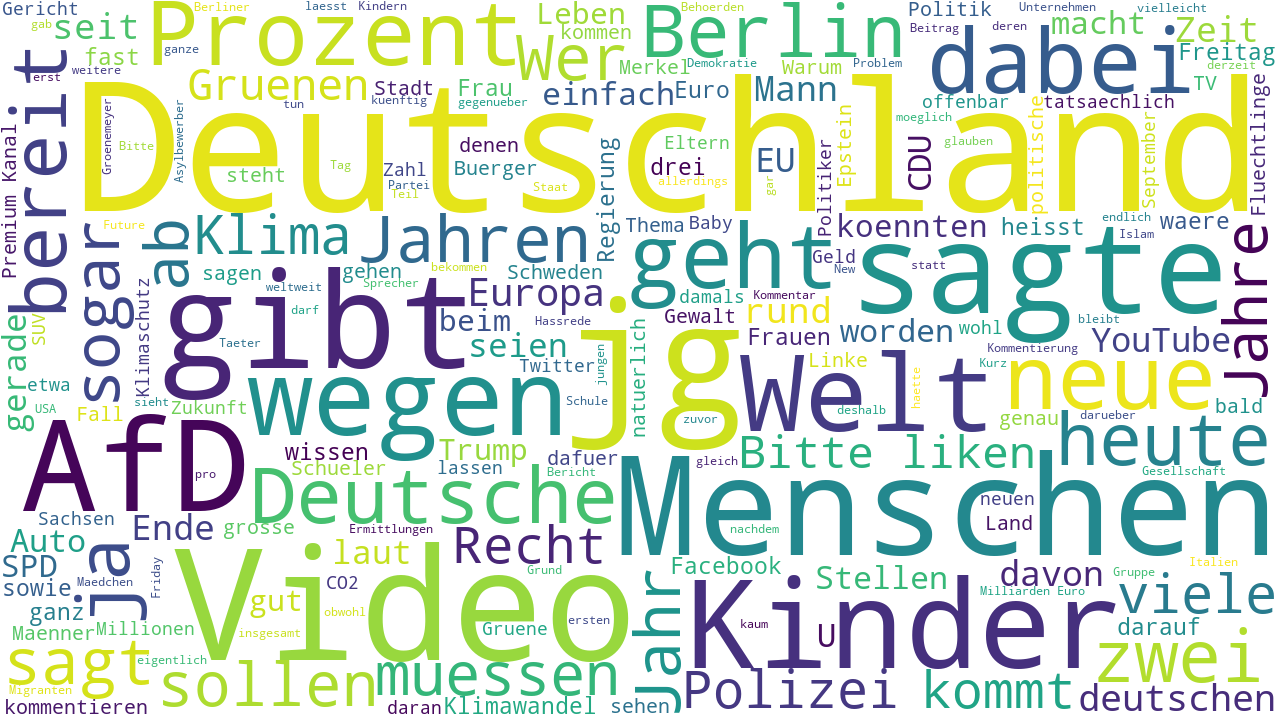 Gericht
gab
Berliner
laesst
Kindern
seit
Prozent
ganze
fast
weitere
erst
Leben
kommen
Wer
Berlin
Merkel
Demokratie
Warum
Problem
Politik
Unternehmen
vielleicht
Beitrag
deren
macht
Zeit
dabei
Freitag
derzeit
TV
Gruenen
Stadt
Frau
kuenftig
gegenueber
tun
einfach
Euro
Mann
offenbar
tatsaechlich
moeglich
glauben
Deutschland
Groenemeyer
Bitte
Asylbewerber
steht
Tag
Zahl
Partei
Teil
denen
Buerger
Staat
Regierung
Eltern
drei
allerdings
EU
gar
Politiker
Epstein
CDU
politische
September
Fluechtlinge
Premium Kanal
bereit
Future
ab
Klima
Jahren
sagen
gehen
bekommen
Sprecher
Schweden
Thema
Baby
geht
koennten
Geld
New
statt
heisst
endlich
Islam
waere
sagte
Jahre
sogar
Klimaschutz
weltweit
darf
gibt
Europa
beim
Hassrede
seien
Twitter
damals
Gewalt
Kommentar
rund
Frauen
worden
wohl
bleibt
Kommentierung
Kurz
YouTube
gerade
SUV
etwa
USA
Taeter
sieht
Fall
Zukunft
wegen
jungen
Schule
natuerlich
jg
zuvor
Welt
Linke
deshalb
haette
neue
genau
darueber
bald
AfD
pro
wissen
Schueler
Trump
lassen
dafuer
Bericht
Bitte liken
gleich
heute
Gesellschaft
Deutsche
Menschen
nachdem
neuen
Land
Sachsen
Ende
grosse
Ermittlungen
Auto
ja
Recht
SPD
sowie
Maedchen
Friday
laut
CO2
Grund
Facebook
Stellen
davon
Milliarden Euro
Gruppe
Italien
viele
ganz
Video
gut
obwohl
Maenner
Millionen
insgesamt
Gruene
ersten
Jahr
Kinder
kaum
U
darauf
sagt
eigentlich
zwei
Migranten
sollen
muessen
Polizei
kommt
deutschen
kommentieren
daran
Klimawandel
sehen